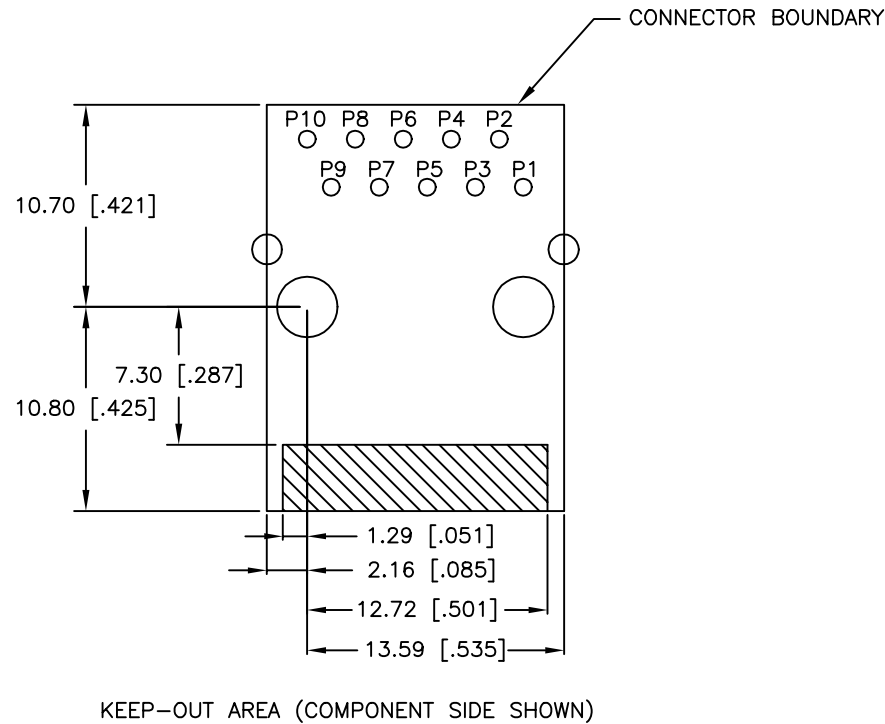 CONNECTOR BOUNDARY
P10 P8 P6 P4 P2
P9 P7 P5 P3 P1
10.70 [.421]
7.30 [.287]
10.80 [.425]
1.29 [.051]
2.16 [.085]
12.72 [.501]
13.59 [.535]
KEEP-OUT AREA (COMPONENT SIDE SHOWN)